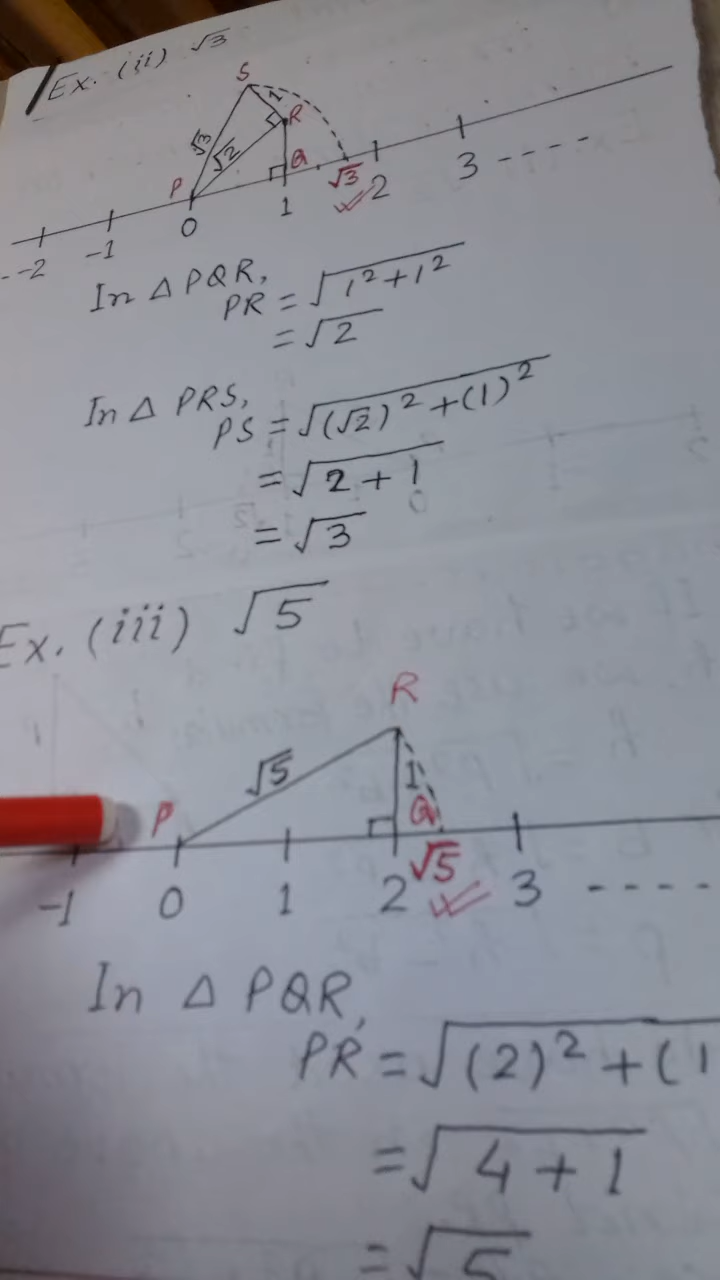 Ex. (ii) √3
S
1
R
√3
√2
P
Q
--2 -1 0 1 √3 2 3 -----
In △ PQR,
PR = √1² + 1²
= √2
In △ PRS,
PS = √(√2)² + (1)²
= √2 + 1
= √3
Ex. (iii) √5
R
√5
1
P
Q
-1 0 1 2 √5 3 ----
In △ PQR,
PR = √(2)² + (1
= √4 + 1
= √5